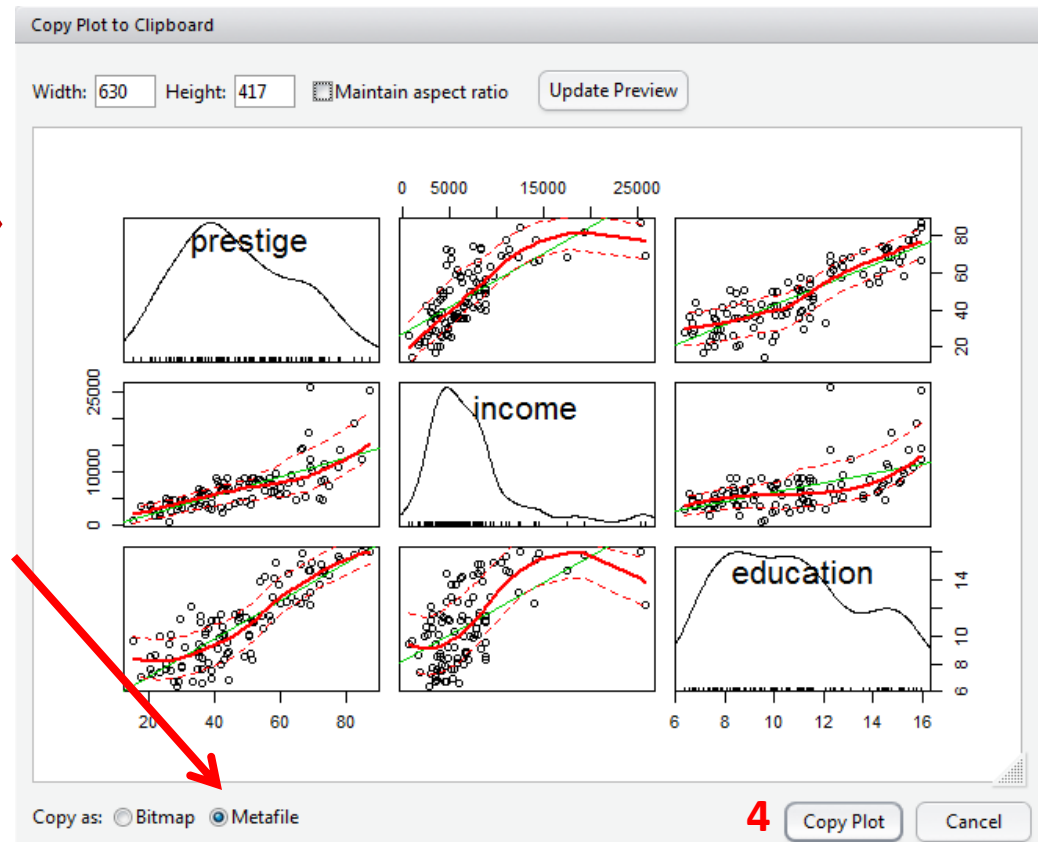 Copy Plot to Clipboard
Width: 630 Height: 417 Maintain aspect ratio Update Preview
0 5000 15000 25000
prestige
80
60
40
20
25000
10000
0
income
education
14
10
8
6
20 40 60 80
6 8 10 12 14 16
Copy as: Bitmap Metafile
4 Copy Plot Cancel